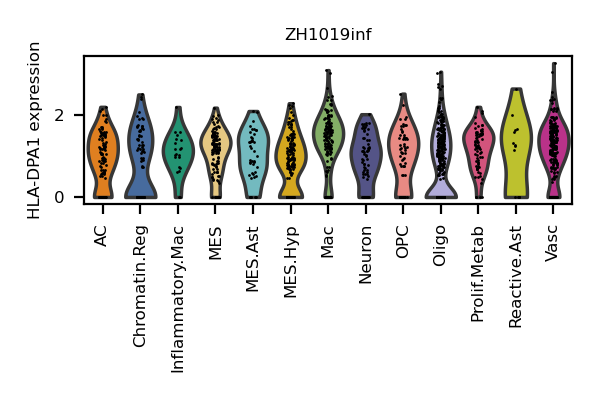 ZH1019inf
HLA-DPA1 expression
2
0
AC
Chromatin.Reg
Inflammatory.Mac
MES
MES.Ast
MES.Hyp
Mac
Neuron
OPC
Oligo
Prolif.Metab
Reactive.Ast
Vasc